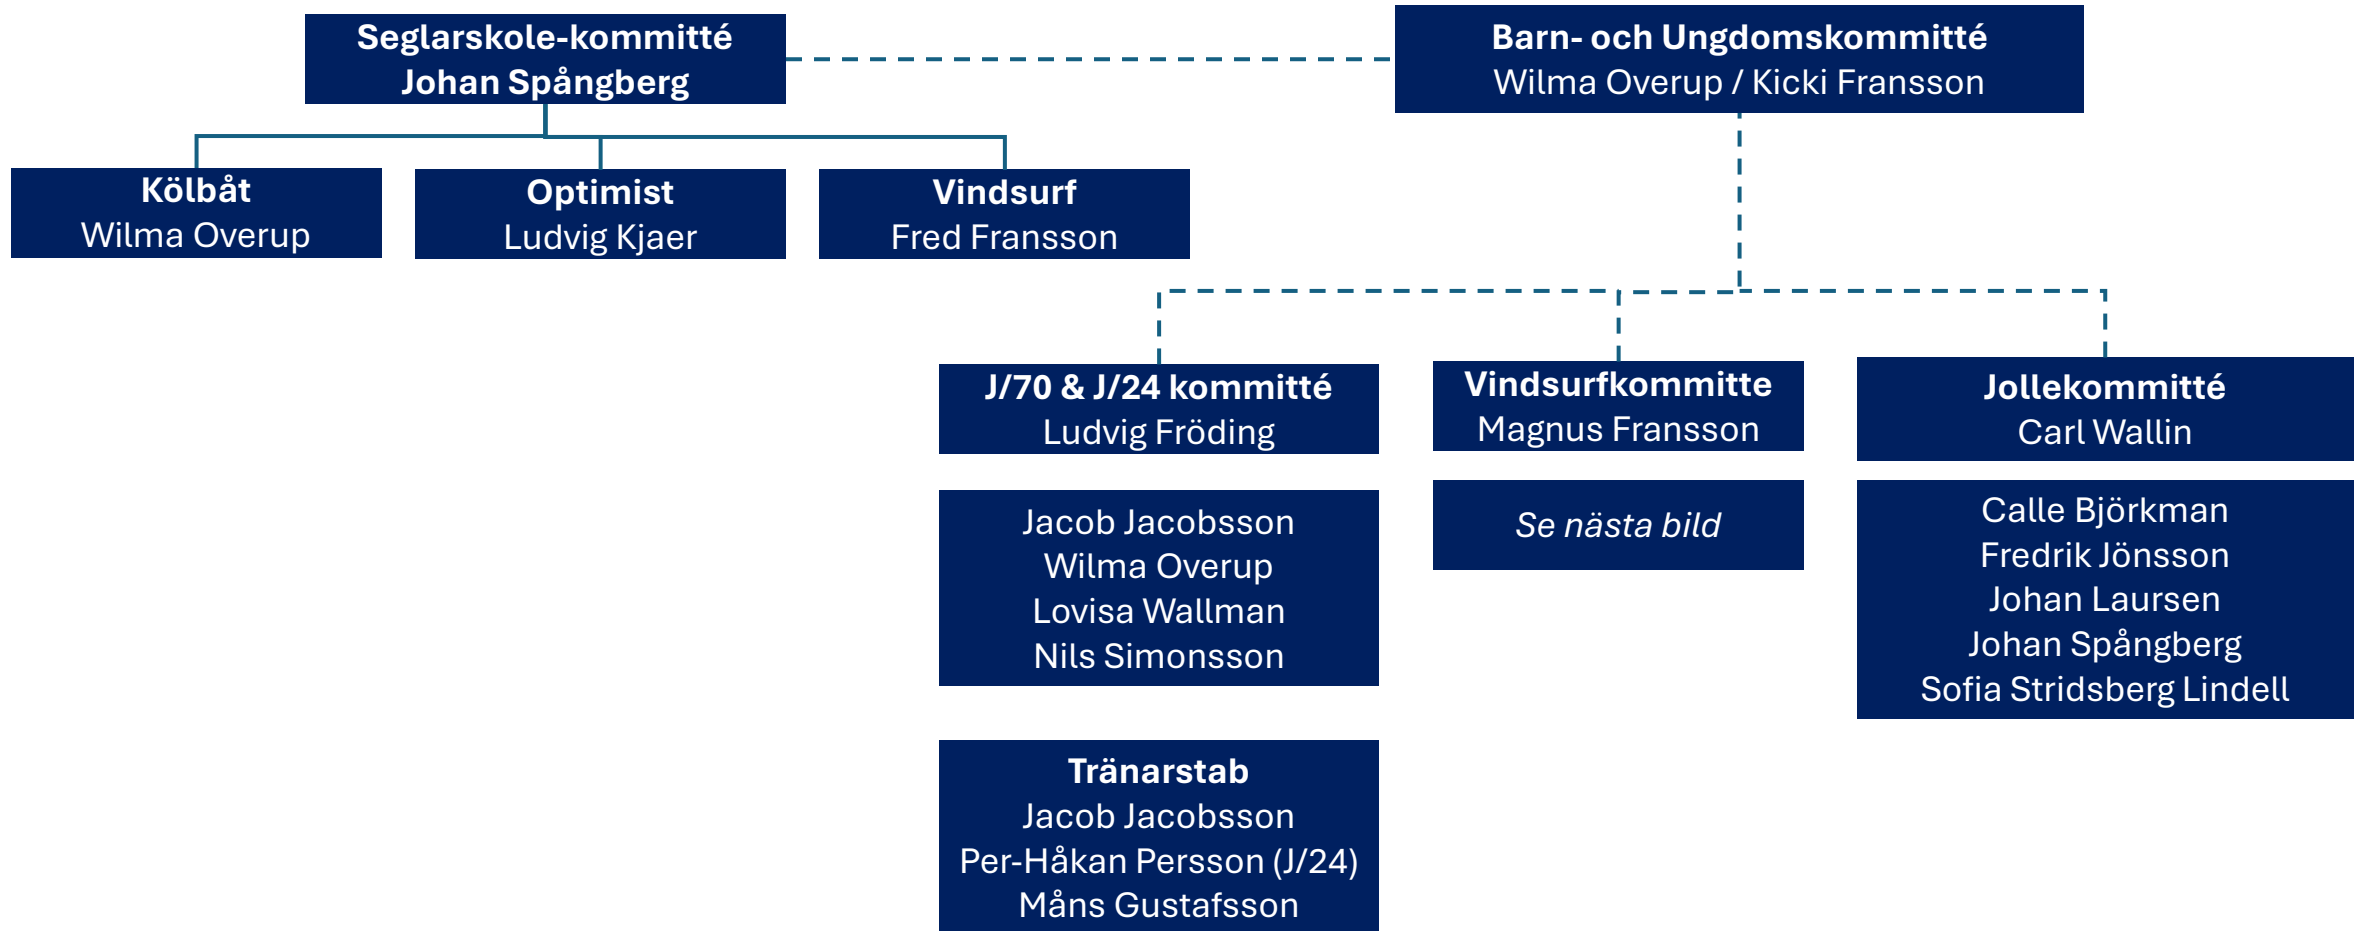 Seglarskole-kommitté
Johan Spångberg
Barn- och Ungdomskommitté
Wilma Overup / Kicki Fransson
Kölbåt
Wilma Overup
Optimist
Ludvig Kjaer
Vindsurf
Fred Fransson
J/70 & J/24 kommitté
Ludvig Fröding
Jacob Jacobsson
Wilma Overup
Lovisa Wallman
Nils Simonsson
Tränarstab
Jacob Jacobsson
Per-Håkan Persson (J/24)
Måns Gustafsson
Vindsurfkommitte
Magnus Fransson
Se nästa bild
Jollekommitté
Carl Wallin
Calle Björkman
Fredrik Jönsson
Johan Laursen
Johan Spångberg
Sofia Stridsberg Lindell